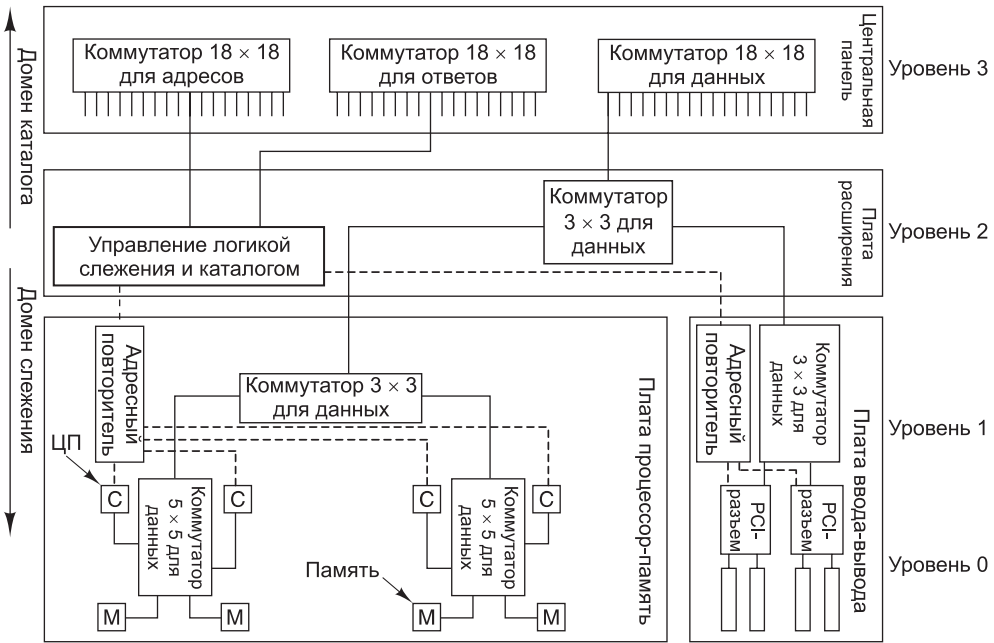 Домен каталога
Домен слежения
Коммутатор 18 × 18
для адресов
Коммутатор 18 × 18
для ответов
Коммутатор 18 × 18
для данных
Центральная
панель
Уровень 3
Управление логикой
слежения и каталогом
Коммутатор
3 × 3 для
данных
Плата
расширения
Уровень 2
Адресный
повторитель
Коммутатор 3 × 3
для данных
ЦП
С
С
С
С
Коммутатор
5 × 5 для
данных
Коммутатор
5 × 5 для
данных
Память
М
М
М
М
Плата процессор-память
Адресный
повторитель
Коммутатор
3 × 3 для
данных
PCI-
разъем
PCI-
разъем
Плата ввода-вывода
Уровень 1
Уровень 0